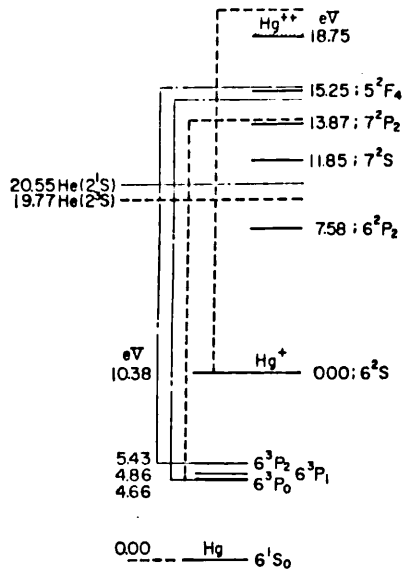 Hg⁺⁺ eV
18.75
15.25 ; 5²F₄
13.87; 7²P₂
11.85 ; 7²S
20.55 He(2¹S)
19.77 He(2³S)
7.58 ; 6²P₂
eV
10.38 Hg⁺ 0.00 ; 6²S
5.43 6³P₂
4.86 6³P₁
4.66 6³P₀
0.00 Hg 6¹S₀